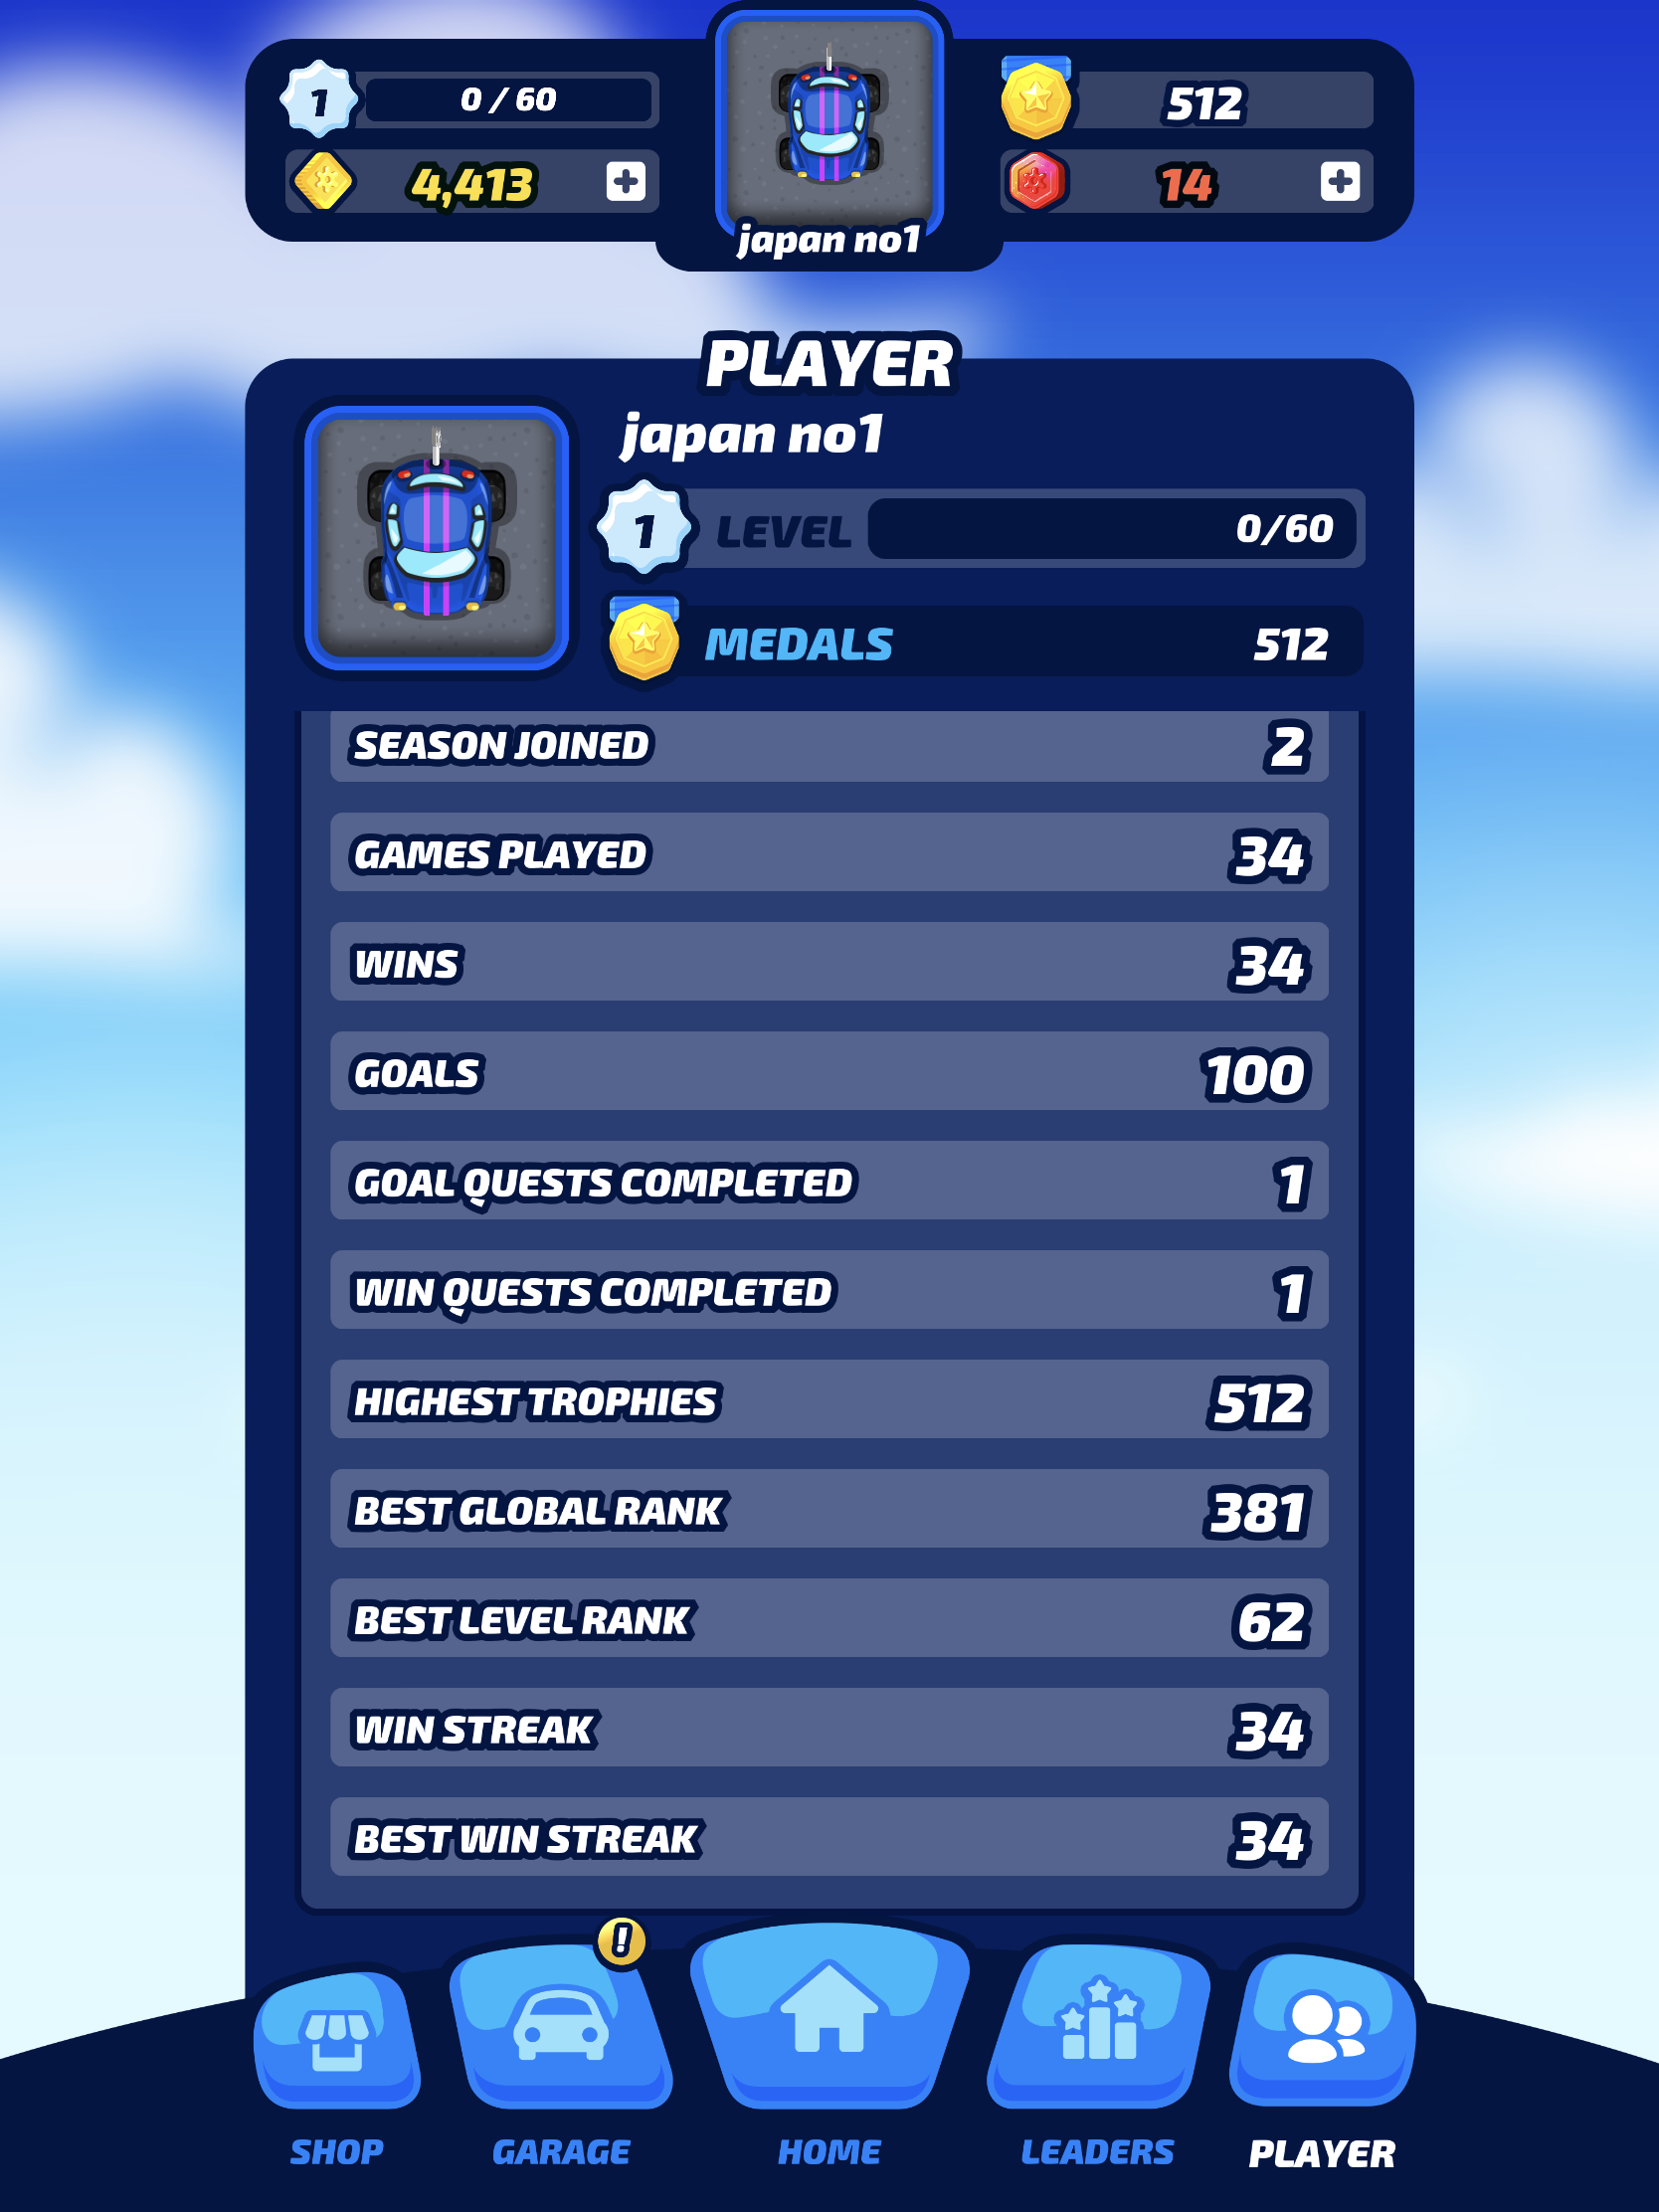 1
0 / 60
512
4,413
14
japan no1
PLAYER
japan no1
1 LEVEL 0/60
MEDALS 512
SEASON JOINED 2
GAMES PLAYED 34
WINS 34
GOALS 100
GOAL QUESTS COMPLETED 1
WIN QUESTS COMPLETED 1
HIGHEST TROPHIES 512
BEST GLOBAL RANK 381
BEST LEVEL RANK 62
WIN STREAK 34
BEST WIN STREAK 34
!
SHOP GARAGE HOME LEADERS PLAYER